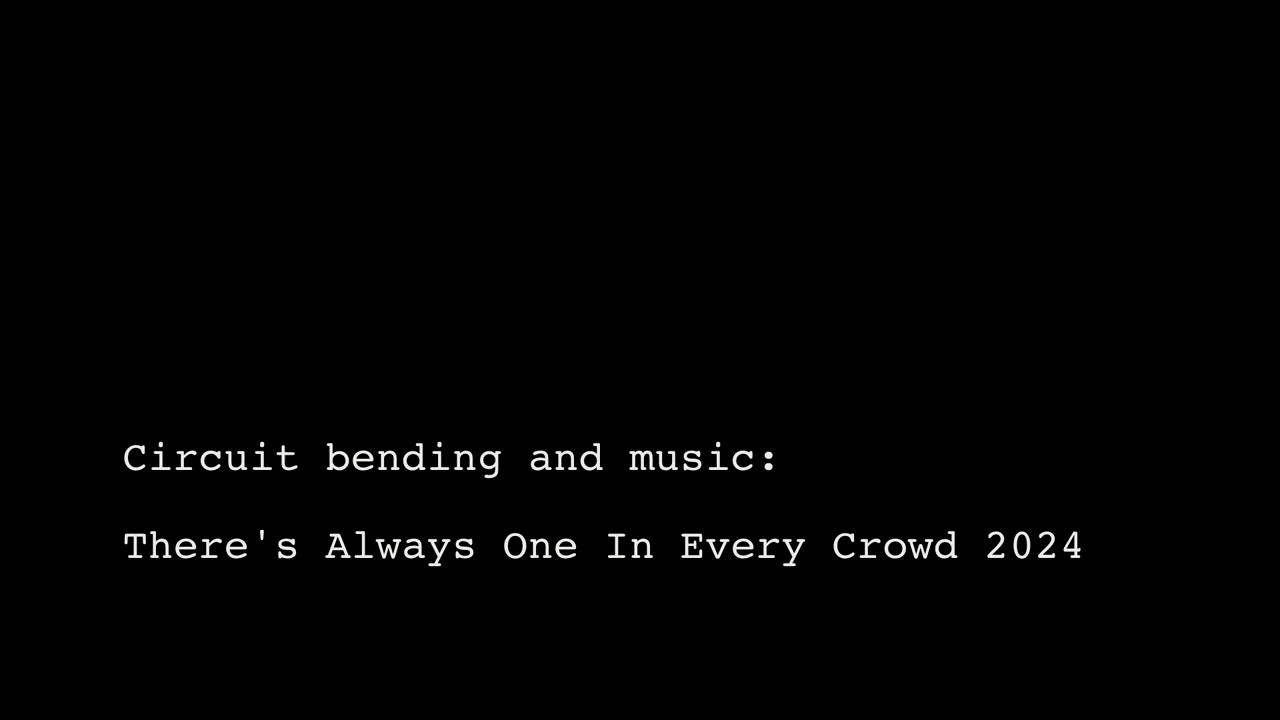 Circuit bending and music:
There's Always One In Every Crowd 2024